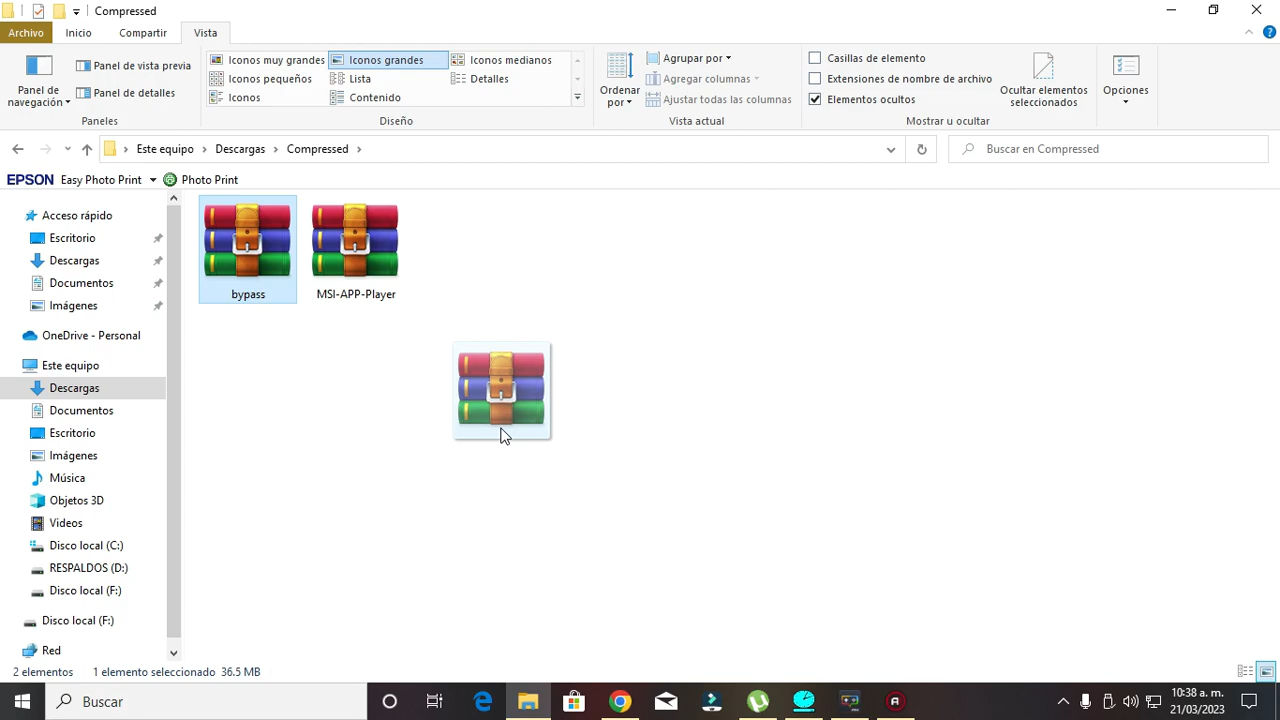 Compressed
Archivo Inicio Compartir Vista
Panel de navegación
Panel de vista previa
Panel de detalles
Paneles
Iconos muy grandes Iconos grandes Iconos medianos
Iconos pequeños Lista Detalles
Iconos Contenido
Diseño
Ordenar por
Agrupar por
Agregar columnas
Ajustar todas las columnas
Vista actual
Casillas de elemento
Extensiones de nombre de archivo
Elementos ocultos
Ocultar elementos seleccionados
Mostrar u ocultar
Opciones
Este equipo Descargas Compressed
Buscar en Compressed
EPSON Easy Photo Print Photo Print
Acceso rápido
Escritorio
Descargas
Documentos
Imágenes
OneDrive - Personal
Este equipo
Descargas
Documentos
Escritorio
Imágenes
Música
Objetos 3D
Videos
Disco local (C:)
RESPALDOS (D:)
Disco local (F:)
Disco local (F:)
Red
bypass
MSI-APP-Player
2 elementos 1 elemento seleccionado 36.5 MB
Buscar
10:38 a. m.
21/03/2023